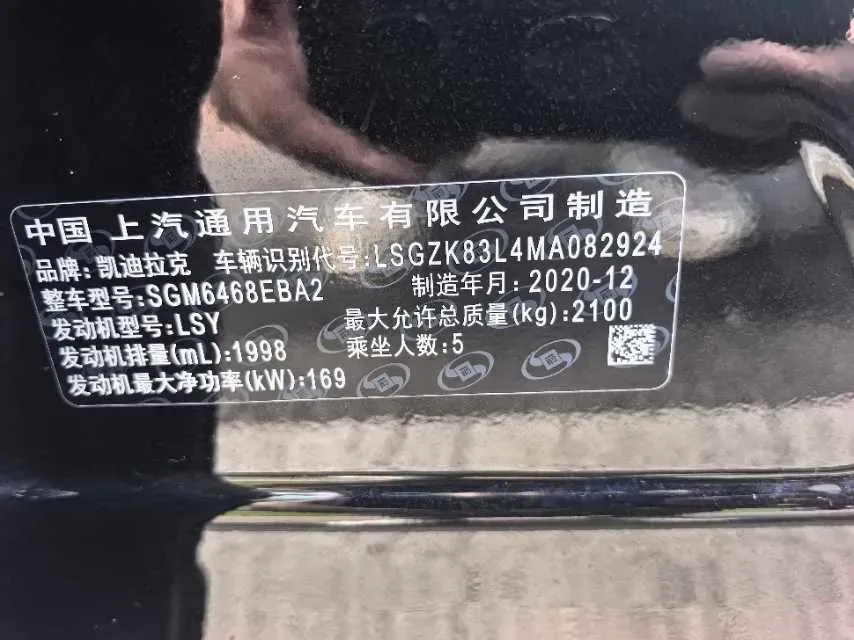 中国 上汽通用汽车有限公司制造
品牌:凯迪拉克 车辆识别代号:LSGZK83L4MA082924
整车型号:SGM6468EBA2 制造年月:2020-12
发动机型号:LSY 最大允许总质量(kg):2100
发动机排量(mL):1998 乘坐人数:5
发动机最大净功率(kW):169